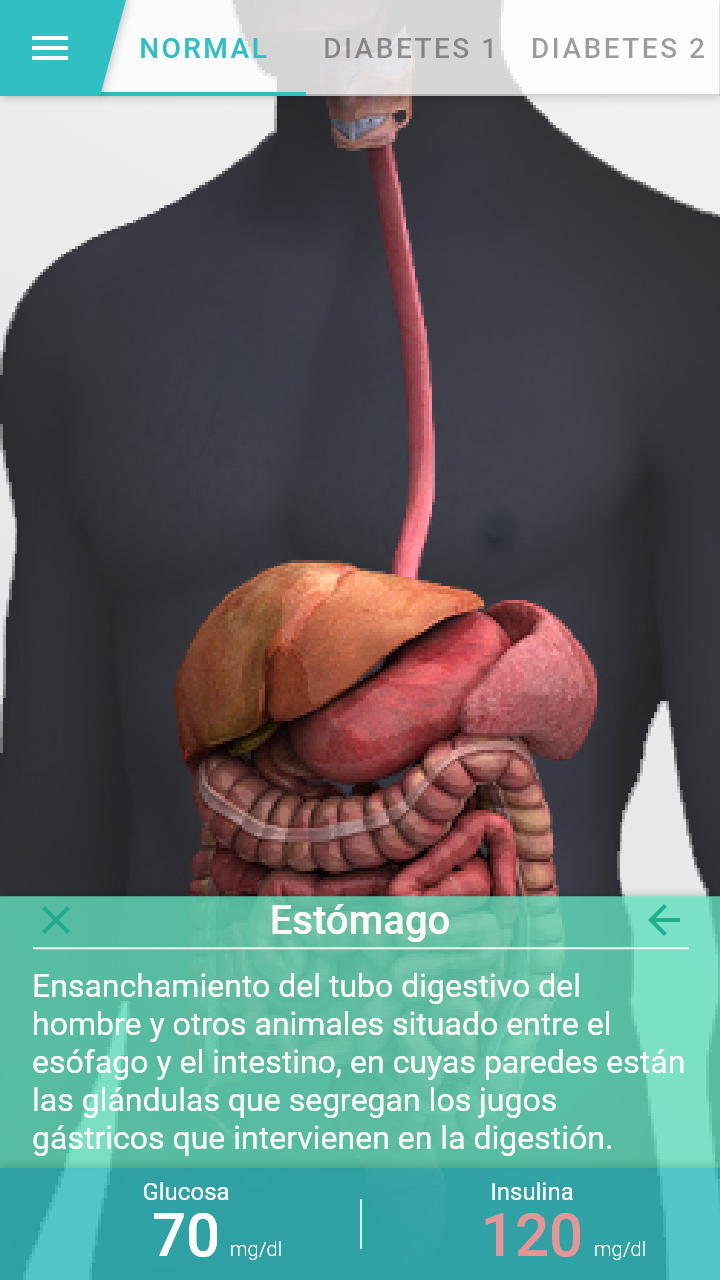 NORMAL DIABETES 1 DIABETES 2
Estómago
Ensanchamiento del tubo digestivo del
hombre y otros animales situado entre el
esófago y el intestino, en cuyas paredes están
las glándulas que segregan los jugos
gástricos que intervienen en la digestión.
Glucosa Insulina
70 mg/dl 120 mg/dl